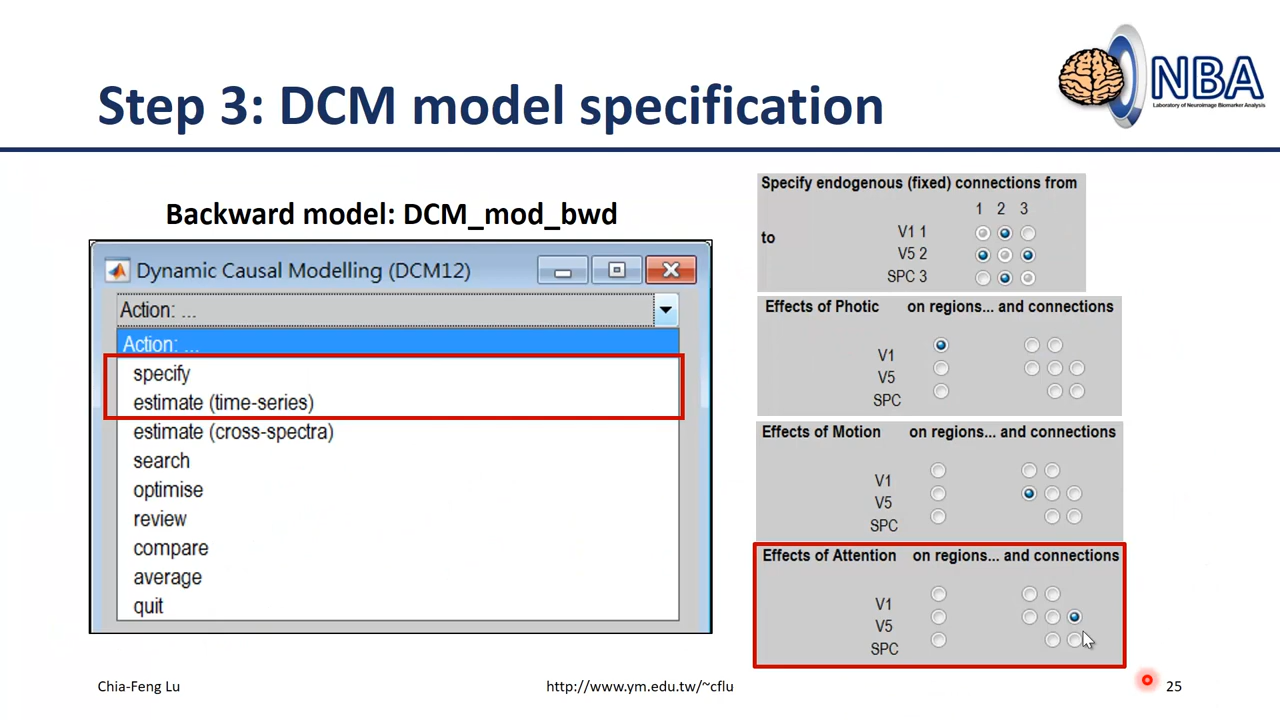 Step 3: DCM model specification
NBA
Laboratory of Neuroimage Biomarker Analysis
Backward model: DCM_mod_bwd
Dynamic Causal Modelling (DCM12)
Action: ...
Action: ...
specify
estimate (time-series)
estimate (cross-spectra)
search
optimise
review
compare
average
quit
Specify endogenous (fixed) connections from
1 2 3
to
V1 1
V5 2
SPC 3
Effects of Photic on regions... and connections
V1
V5
SPC
Effects of Motion on regions... and connections
V1
V5
SPC
Effects of Attention on regions... and connections
V1
V5
SPC
Chia-Feng Lu
http://www.ym.edu.tw/~cflu
25